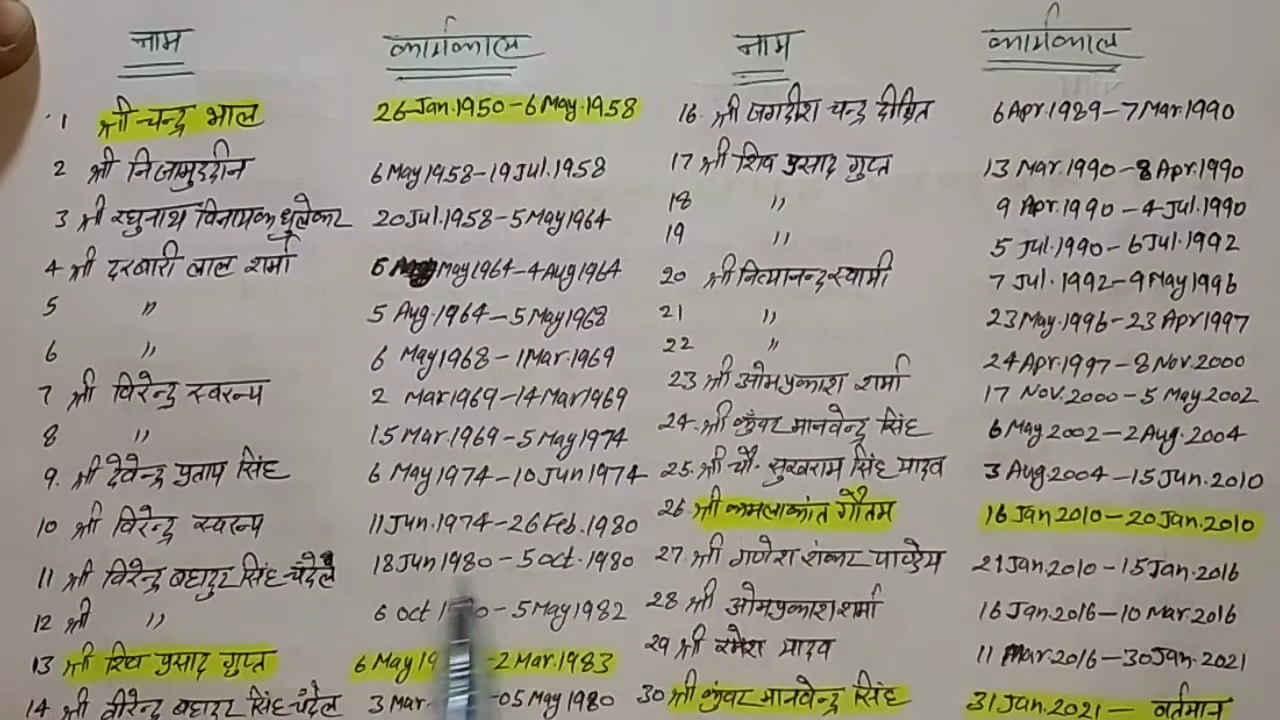 नाम कार्यकाल
1 श्री चन्द्र भाल 26 Jan.1950-6 May.1958
2 श्री निजामुद्दीन 6 May 1958-19 Jul.1958
3 श्री रघुनाथ विनायक धूलेकर 20 Jul.1958-5 May 1964
4 श्री दरबारी लाल शर्मा 6 May 1964-4 Aug 1964
5 " 5 Aug.1964-5 May 1968
6 " 6 May 1968-1 Mar.1969
7 श्री विरेन्द्र स्वरुप 2 Mar 1969-14 Mar 1969
8 " 15 Mar.1969-5 May 1974
9. श्री देवेन्द्र प्रताप सिंह 6 May 1974-10 Jun 1974
10 श्री विरेन्द्र स्वरुप 11 Jun.1974-26 Feb.1980
11 श्री विरेन्द्र बहादुर सिंह चंदेल 18 Jun 1980-5 oct.1980
12 श्री " 6 oct -5 May 1982
13 श्री शिव प्रसाद गुप्त 6 May -2 Mar.1983
14 श्री वीरेन्द्र बहादुर सिंह चंदेल 3 Mar. -05 May 1980
नाम कार्यकाल
16. श्री जगदीश चन्द्र दीक्षित 6 Apr.1989-7 Mar.1990
17 श्री शिव प्रसाद गुप्त 13 Mar.1990-8 Apr.1990
18 " 9 Apr.1990-4 Jul.1990
19 " 5 Jul.1990-6 Jul.1992
20 श्री नित्यानन्द स्वामी 7 Jul.1992-9 May 1996
21 " 23 May.1996-23 Apr 1997
22 " 24 Apr.1997-8 Nov.2000
23 श्री ओमप्रकाश शर्मा 17 Nov.2000-5 May 2002
24. श्री कुँवर मानवेन्द्र सिंह 6 May 2002-2 Aug.2004
25. श्री चौ. सुखराम सिंह यादव 3 Aug.2004-15 Jun.2010
26 श्री कमलाकांत गौतम 16 Jan 2010-20 Jan.2010
27. श्री गणेश शंकर पाण्डेय 21 Jan.2010-15 Jan.2016
28 श्री ओमप्रकाश शर्मा 16 Jan.2016-10 Mar.2016
29 श्री रमेश यादव 11 Mar.2016-30 Jan.2021
30 श्री कुंवर मानवेन्द्र सिंह 31 Jan.2021- वर्तमान